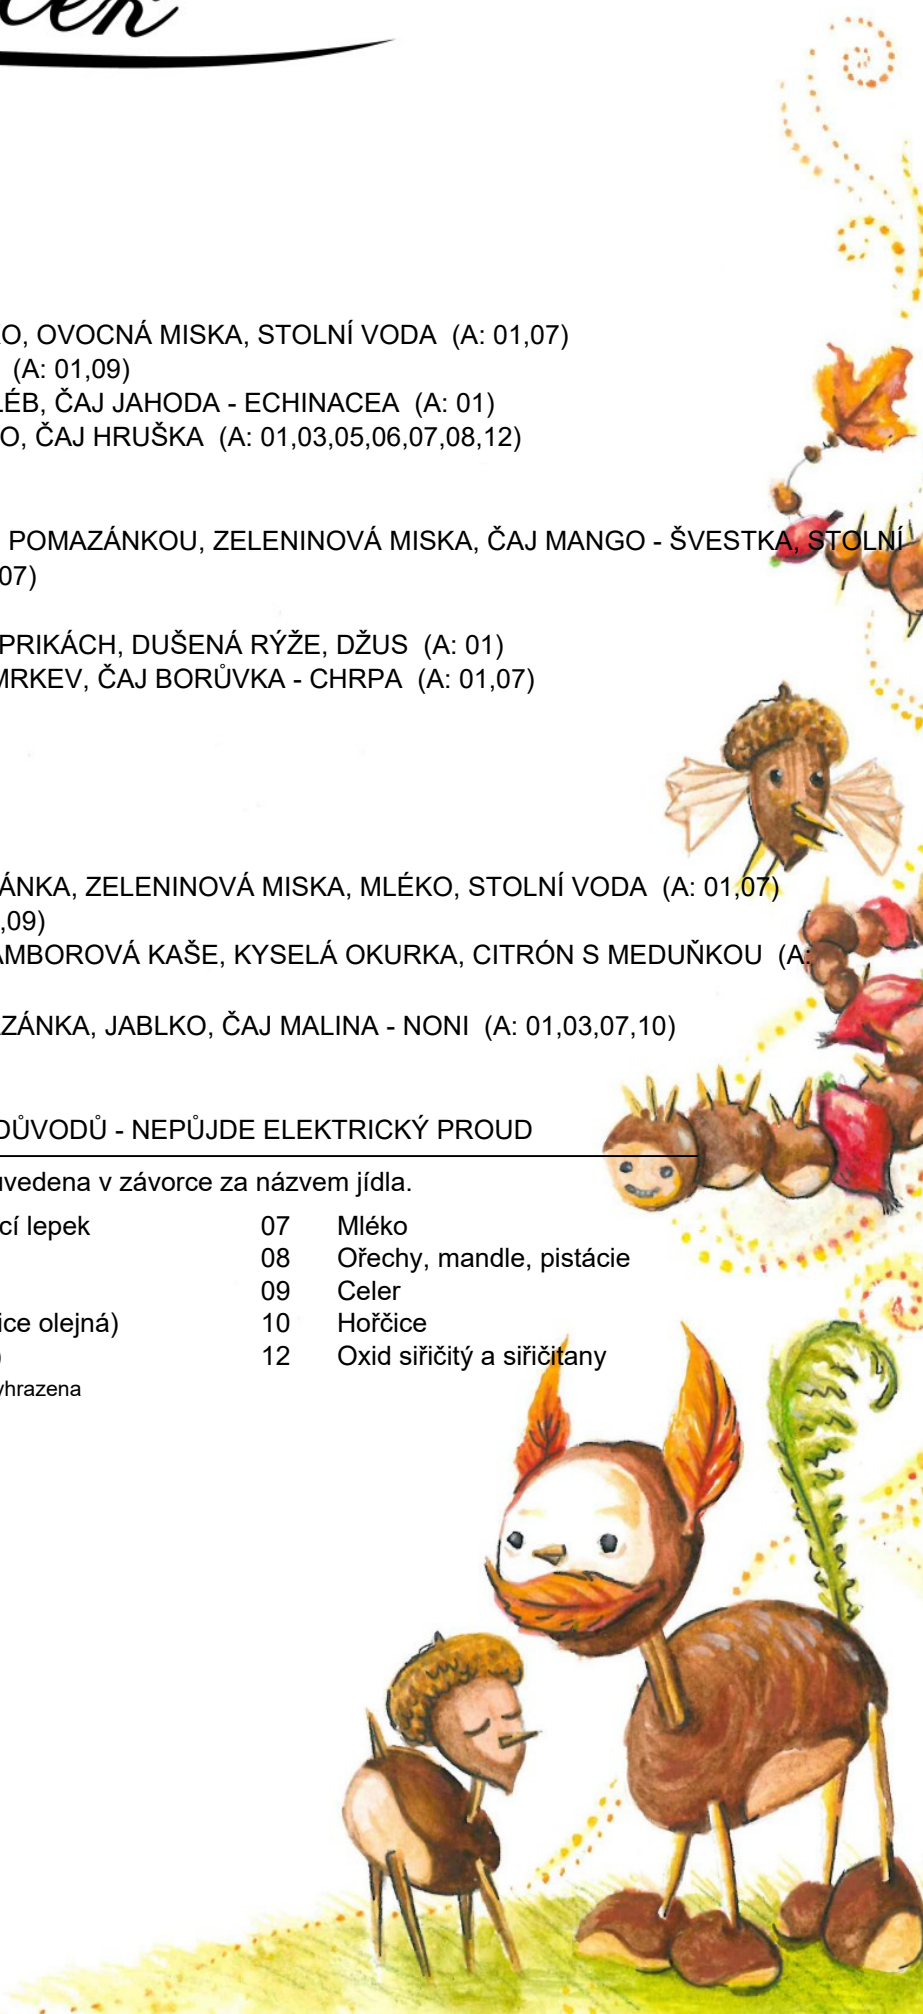 O, OVOCNÁ MISKA, STOLNÍ VODA (A: 01,07)
(A: 01,09)
LÉB, ČAJ JAHODA - ECHINACEA (A: 01)
O, ČAJ HRUŠKA (A: 01,03,05,06,07,08,12)
POMAZÁNKOU, ZELENINOVÁ MISKA, ČAJ MANGO - ŠVESTKA, STOLNÍ
07)
PRIKÁCH, DUŠENÁ RÝŽE, DŽUS (A: 01)
MRKEV, ČAJ BORŮVKA - CHRPA (A: 01,07)
ÁNKA, ZELENINOVÁ MISKA, MLÉKO, STOLNÍ VODA (A: 01,07)
,09)
AMBOROVÁ KAŠE, KYSELÁ OKURKA, CITRÓN S MEDUŇKOU (A:
ZÁNKA, JABLKO, ČAJ MALINA - NONI (A: 01,03,07,10)
DŮVODŮ - NEPŮJDE ELEKTRICKÝ PROUD
uvedena v závorce za názvem jídla.
cí lepek 07 Mléko
08 Ořechy, mandle, pistácie
09 Celer
ice olejná) 10 Hořčice
) 12 Oxid siřičitý a siřičitany
yhrazena